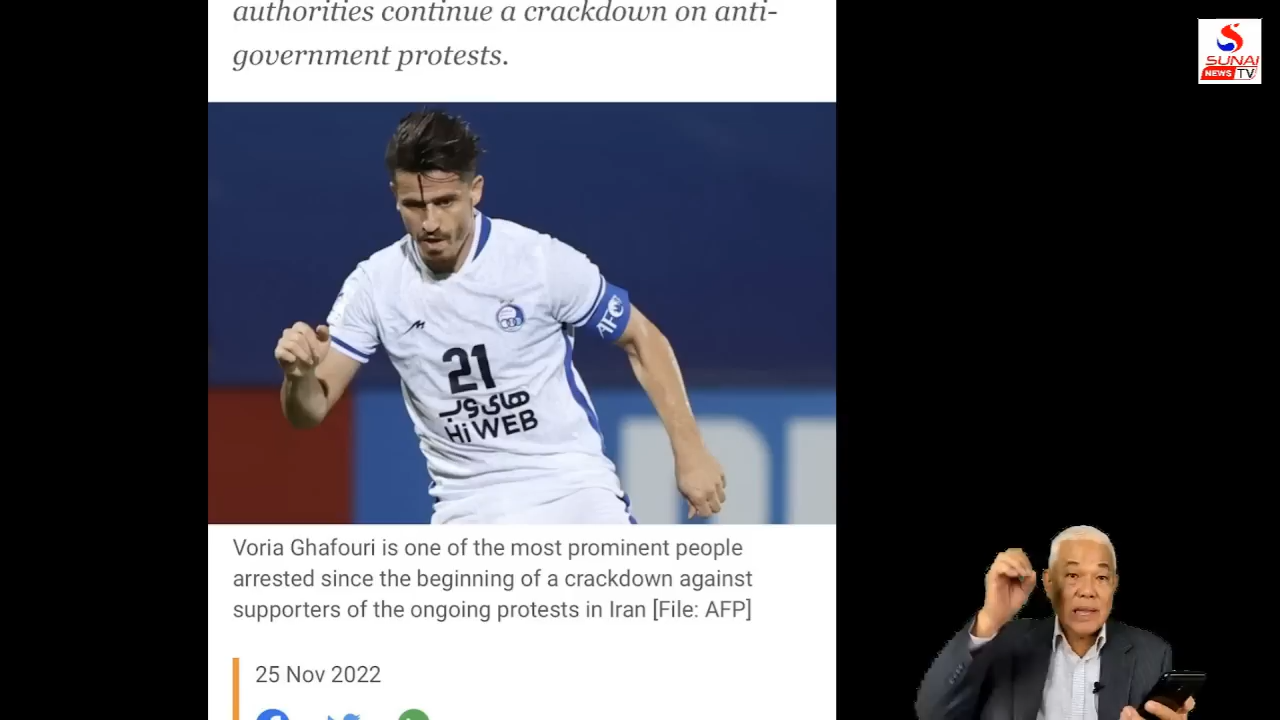 authorities continue a crackdown on anti-
government protests.
SUNAI
NEWS TV
AFC
21
های وب
HiWEB
Voria Ghafouri is one of the most prominent people
arrested since the beginning of a crackdown against
supporters of the ongoing protests in Iran [File: AFP]
25 Nov 2022